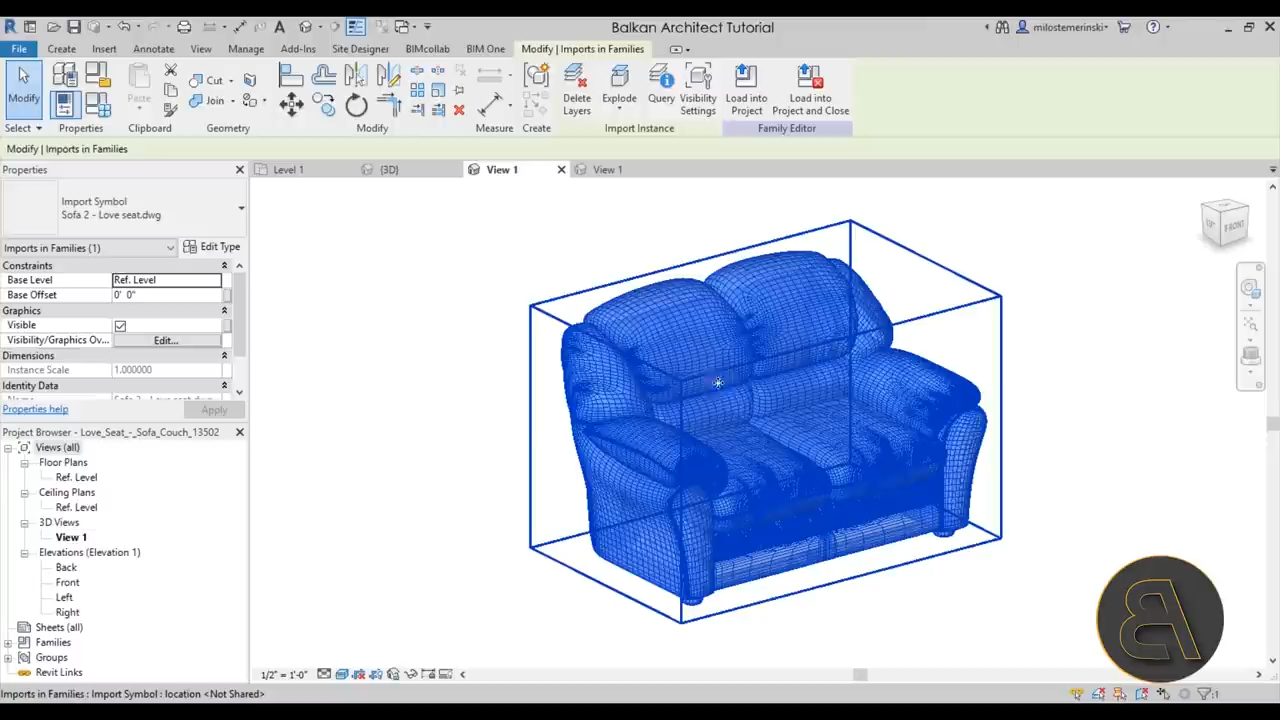 Balkan Architect Tutorial
milostemerinski
File Create Insert Annotate View Manage Add-Ins Site Designer BIMcollab BIM One Modify | Imports in Families
Modify
Paste
Cut
Join
Delete Layers
Explode
Query
Visibility Settings
Load into Project
Load into Project and Close
Select Properties Clipboard Geometry Modify Measure Create Import Instance Family Editor
Modify | Imports in Families
Properties
Level 1 {3D} View 1 View 1
Import Symbol
Sofa 2 - Love seat.dwg
Imports in Families (1) Edit Type
Constraints
Base Level Ref. Level
Base Offset 0' 0"
Graphics
Visible
Visibility/Graphics Ov... Edit...
Dimensions
Instance Scale 1.000000
Identity Data
Properties help Apply
Project Browser - Love_Seat_-_Sofa_Couch_13502
Views (all)
Floor Plans
Ref. Level
Ceiling Plans
Ref. Level
3D Views
View 1
Elevations (Elevation 1)
Back
Front
Left
Right
Sheets (all)
Families
Groups
Revit Links
FRONT
1/2" = 1'-0"
Imports in Families : Import Symbol : location <Not Shared>
:1